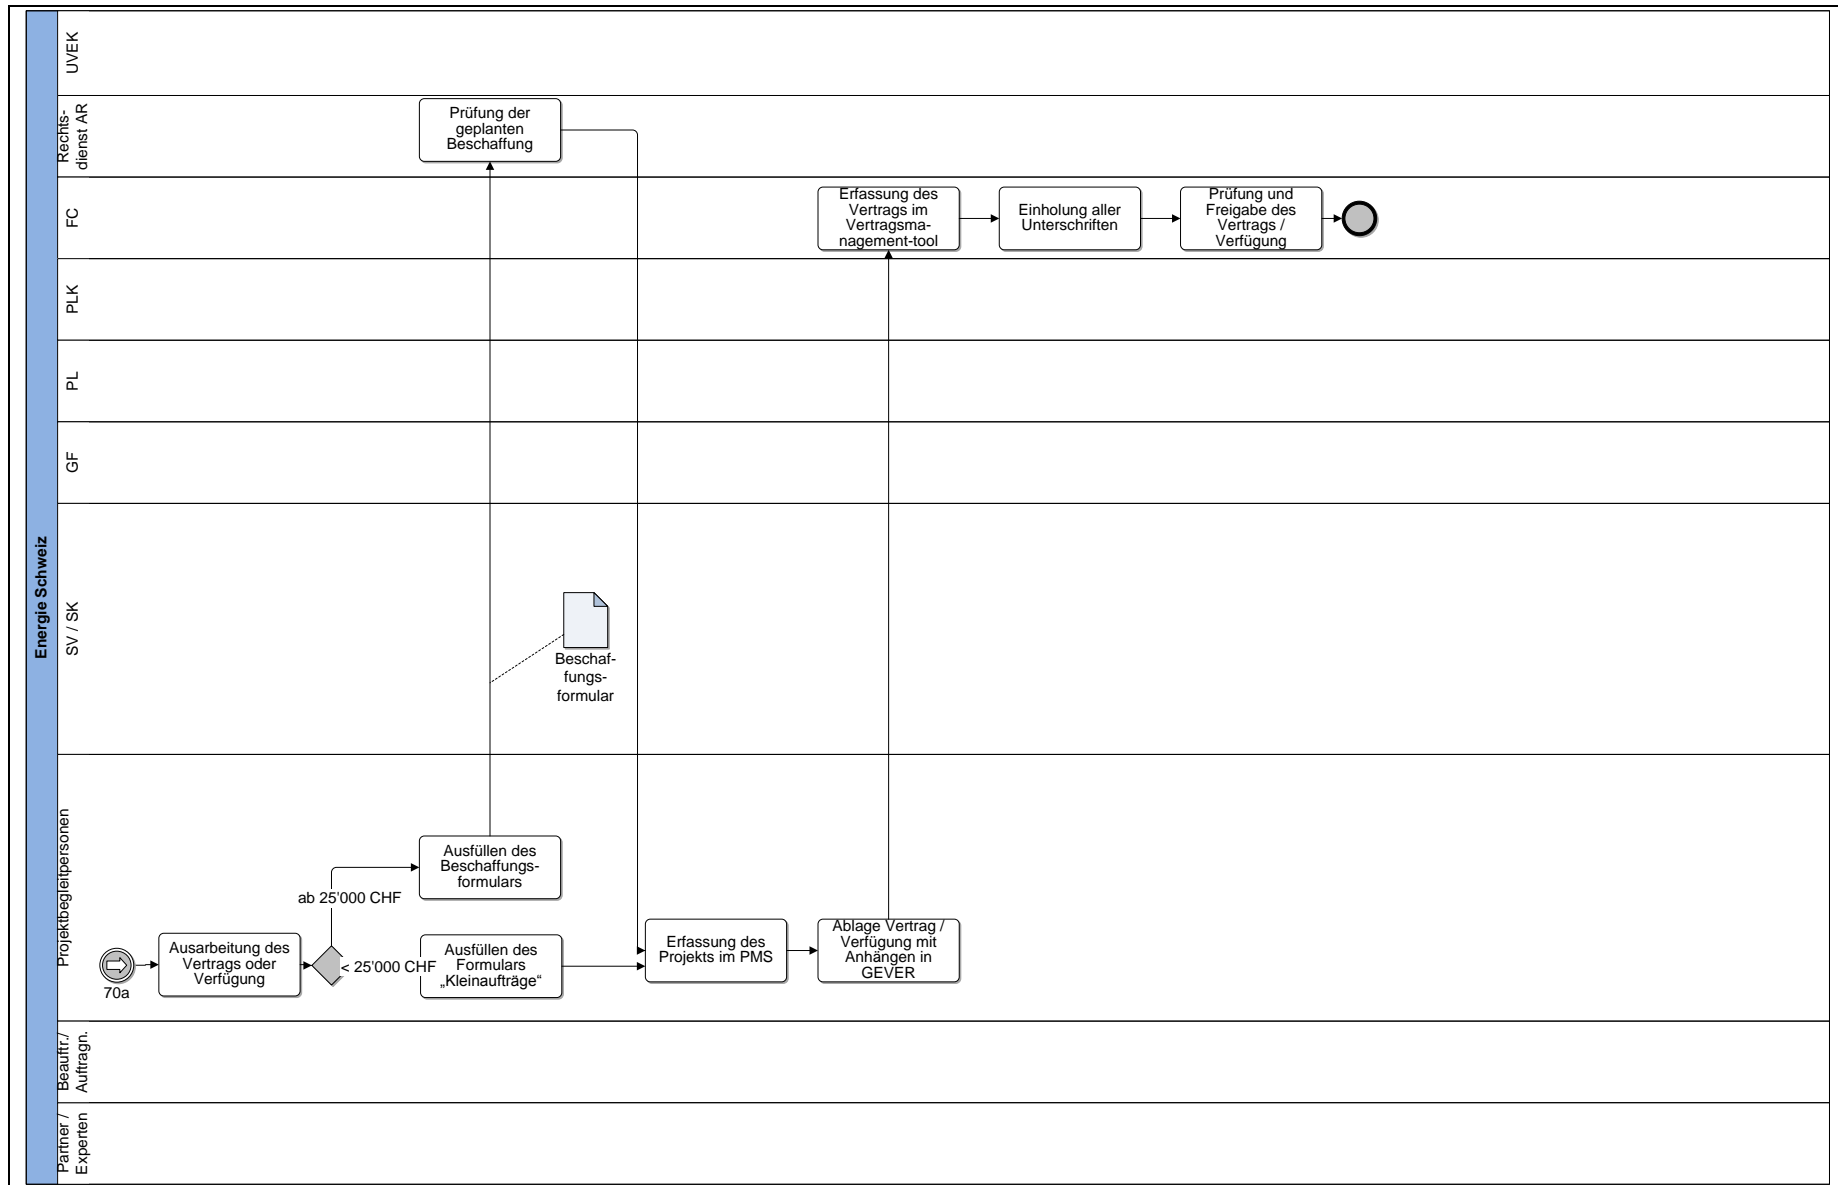 Energie Schweiz
UVEK
Rechts-
dienst AR
FC
PLK
PL
GF
SV / SK
Projektbegleitpersonen
Beauftr./
Auftragn.
Partner /
Experten
Prüfung der
geplanten
Beschaffung
Erfassung des
Vertrags im
Vertragsma-
nagement-tool
Einholung aller
Unterschriften
Prüfung und
Freigabe des
Vertrags /
Verfügung
Beschaf-
fungs-
formular
Ausfüllen des
Beschaffungs-
formulars
ab 25'000 CHF
70a
Ausarbeitung des
Vertrags oder
Verfügung
< 25'000 CHF
Ausfüllen des
Formulars
„Kleinaufträge“
Erfassung des
Projekts im PMS
Ablage Vertrag /
Verfügung mit
Anhängen in
GEVER